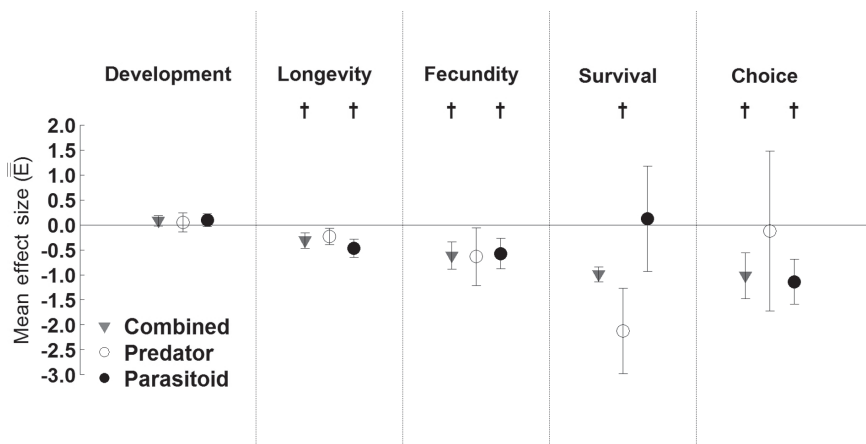 Development Longevity Fecundity Survival Choice
† † † † † † †
2.0
1.5
1.0
0.5
0.0
-0.5
-1.0
-1.5
-2.0
-2.5
-3.0
Mean effect size (E)
Combined
Predator
Parasitoid